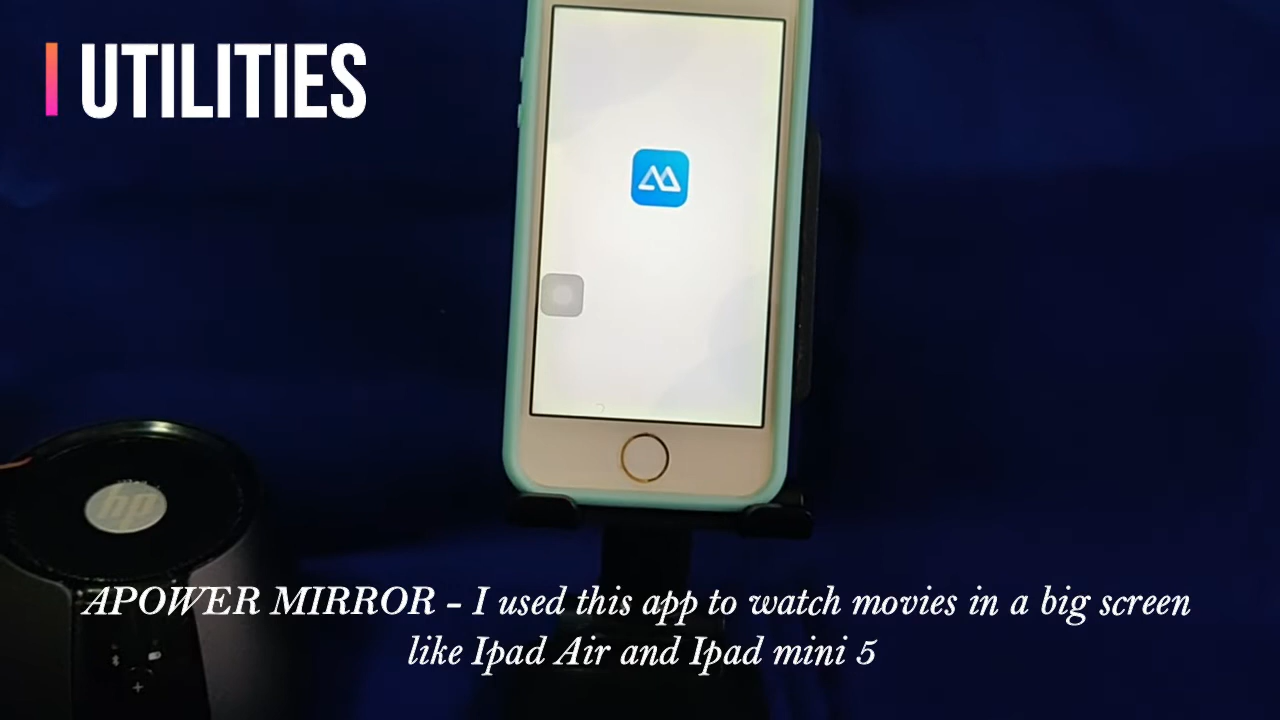 UTILITIES
hp
APOWER MIRROR - I used this app to watch movies in a big screen
like Ipad Air and Ipad mini 5